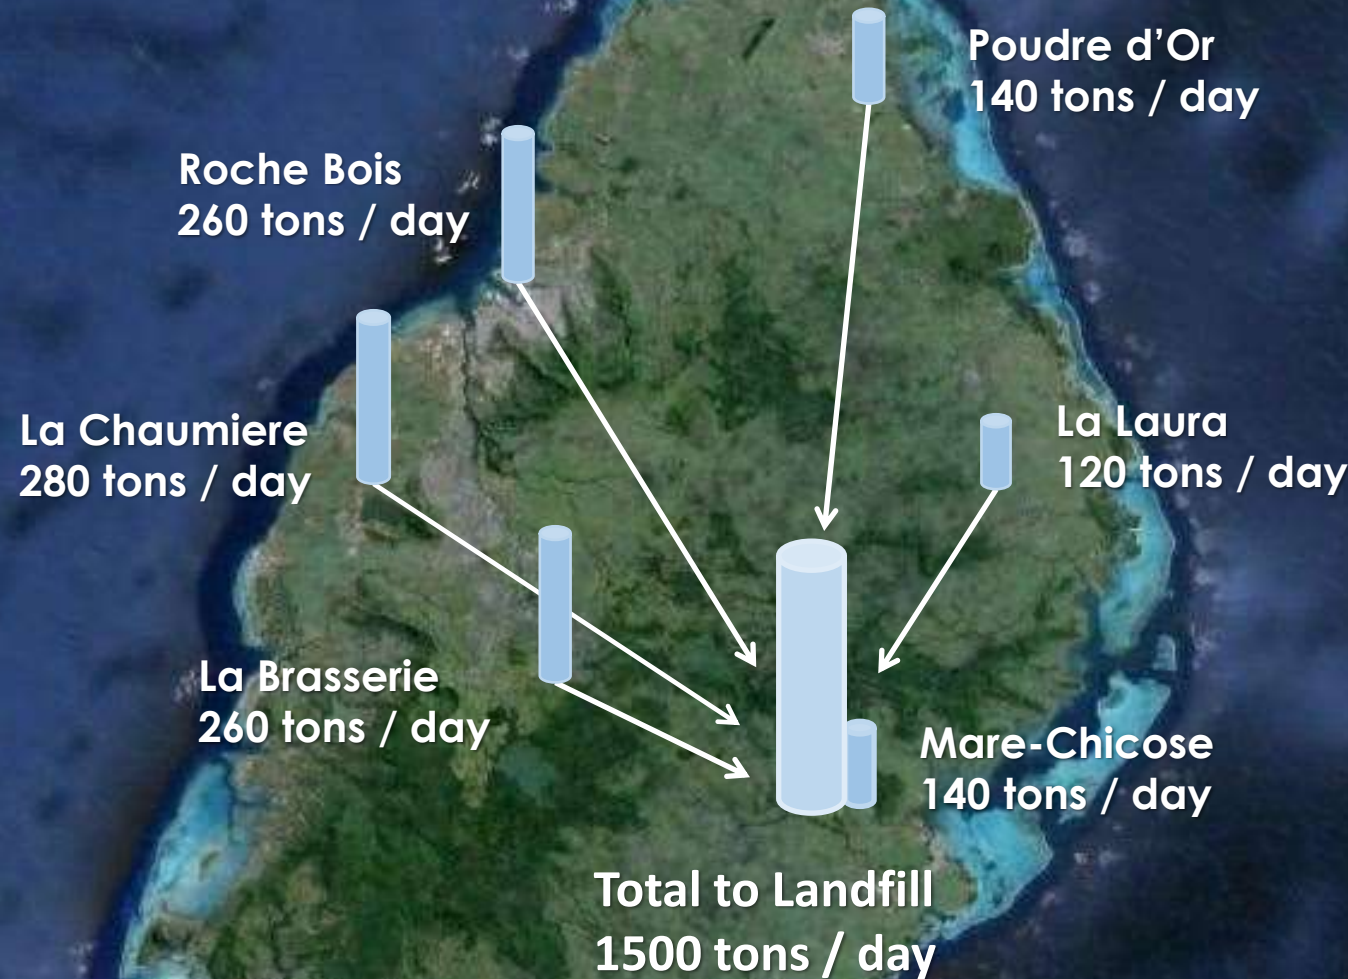 Poudre d’Or
140 tons / day
Roche Bois
260 tons / day
La Chaumiere
280 tons / day
La Laura
120 tons / day
La Brasserie
260 tons / day
Mare-Chicose
140 tons / day
Total to Landfill
1500 tons / day